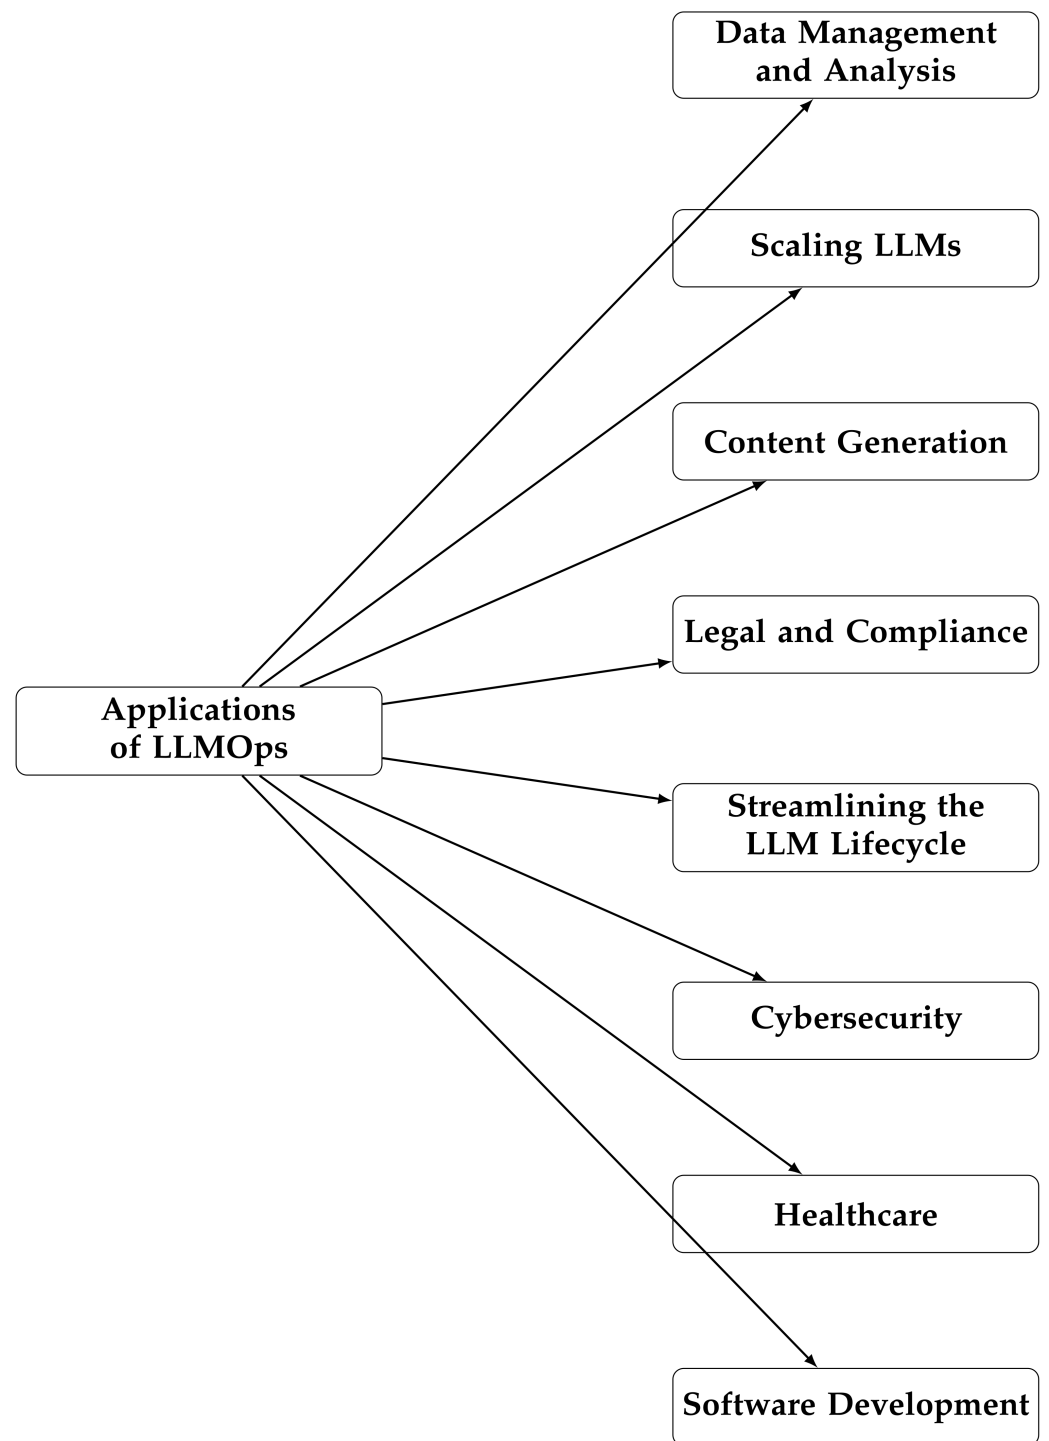 Data Management
and Analysis
Scaling LLMs
Content Generation
Legal and Compliance
Applications
of LLMOps
Streamlining the
LLM Lifecycle
Cybersecurity
Healthcare
Software Development